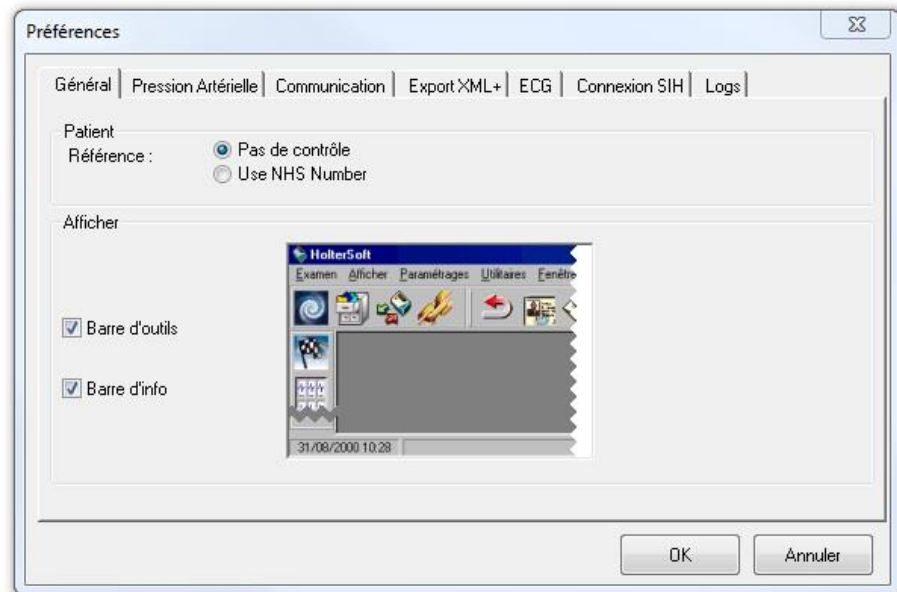 Préférences
Général Pression Artérielle Communication Export XML+ ECG Connexion SIH Logs
Patient
Référence : Pas de contrôle
Use NHS Number
Afficher
HolterSoft
Examen Afficher Paramétrages Utilitaires Fenêtre
Barre d'outils
Barre d'info
31/08/2000 10:28
OK Annuler